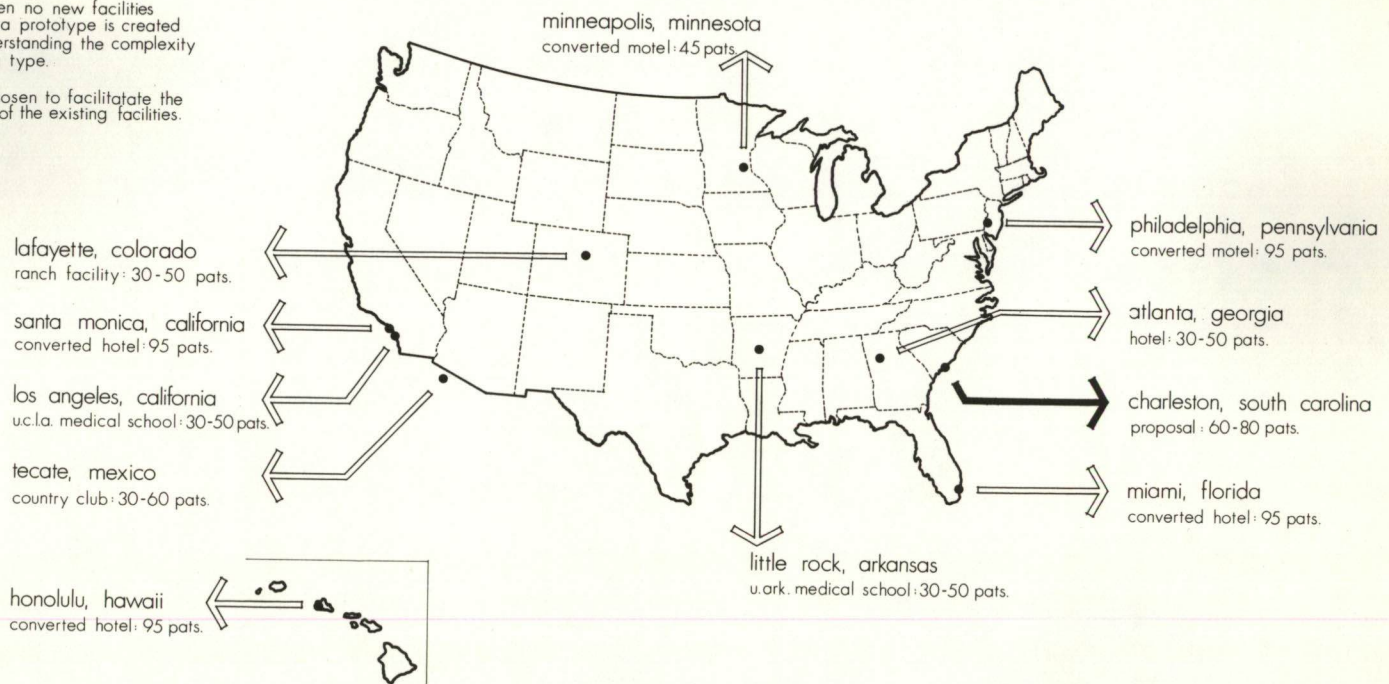 en no new facilities
a prototype is created
erstanding the complexity
type.
osen to facilitatate the
of the existing facilities.
minneapolis, minnesota
converted motel: 45 pats.
lafayette, colorado
ranch facility: 30-50 pats.
santa monica, california
converted hotel: 95 pats.
los angeles, california
u.c.l.a. medical school: 30-50 pats.
tecate, mexico
country club: 30-60 pats.
honolulu, hawaii
converted hotel: 95 pats.
philadelphia, pennsylvania
converted motel: 95 pats.
atlanta, georgia
hotel: 30-50 pats.
charleston, south carolina
proposal: 60-80 pats.
miami, florida
converted hotel: 95 pats.
little rock, arkansas
u.ark. medical school: 30-50 pats.